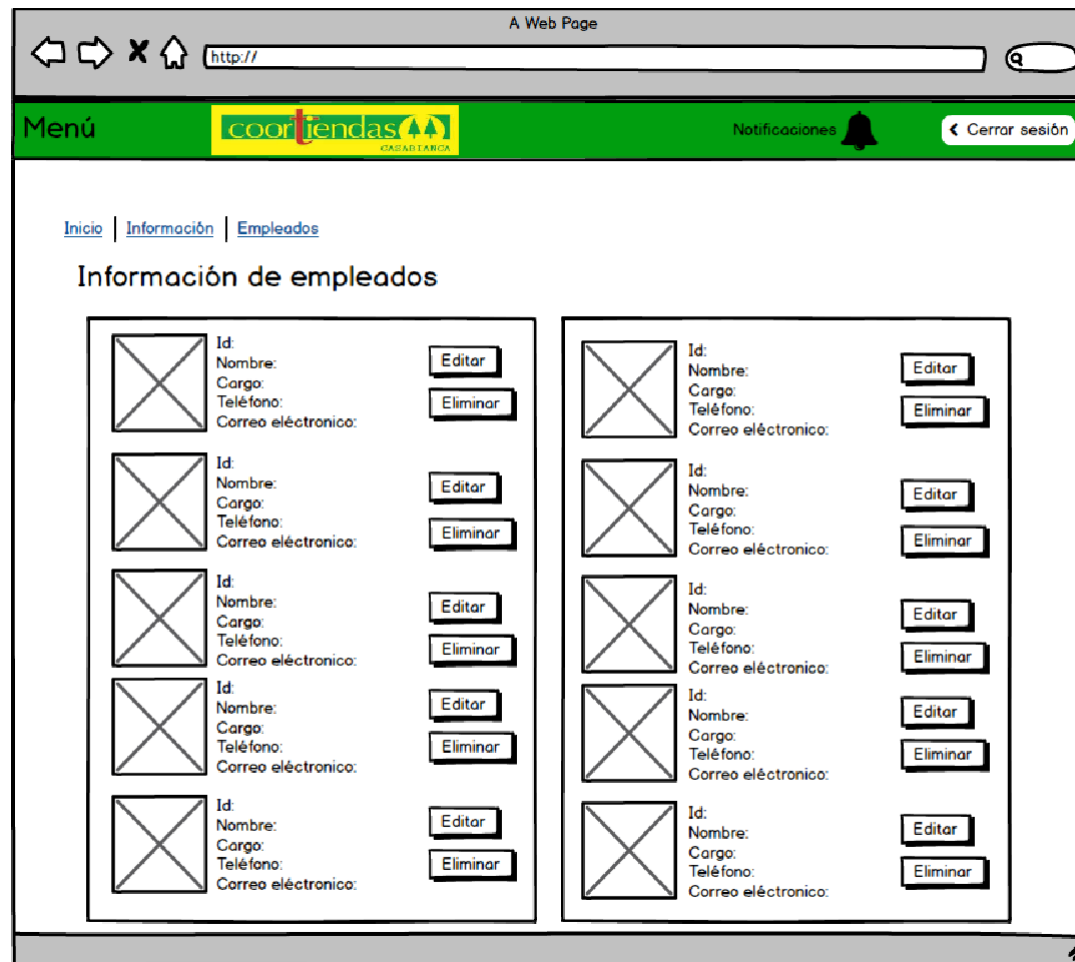 A Web Page
http://
Menú
coortiendas
CASABIANCA
Notificaciones
Cerrar sesión
Inicio Información Empleados
Información de empleados
Id:
Nombre:
Cargo:
Teléfono:
Correo eléctronico:
Editar
Eliminar
Id:
Nombre:
Cargo:
Teléfono:
Correo eléctronico:
Editar
Eliminar
Id:
Nombre:
Cargo:
Teléfono:
Correo eléctronico:
Editar
Eliminar
Id:
Nombre:
Cargo:
Teléfono:
Correo eléctronico:
Editar
Eliminar
Id:
Nombre:
Cargo:
Teléfono:
Correo eléctronico:
Editar
Eliminar
Id:
Nombre:
Cargo:
Teléfono:
Correo eléctronico:
Editar
Eliminar
Id:
Nombre:
Cargo:
Teléfono:
Correo eléctronico:
Editar
Eliminar
Id:
Nombre:
Cargo:
Teléfono:
Correo eléctronico:
Editar
Eliminar
Id:
Nombre:
Cargo:
Teléfono:
Correo eléctronico:
Editar
Eliminar
Id:
Nombre:
Cargo:
Teléfono:
Correo eléctronico:
Editar
Eliminar